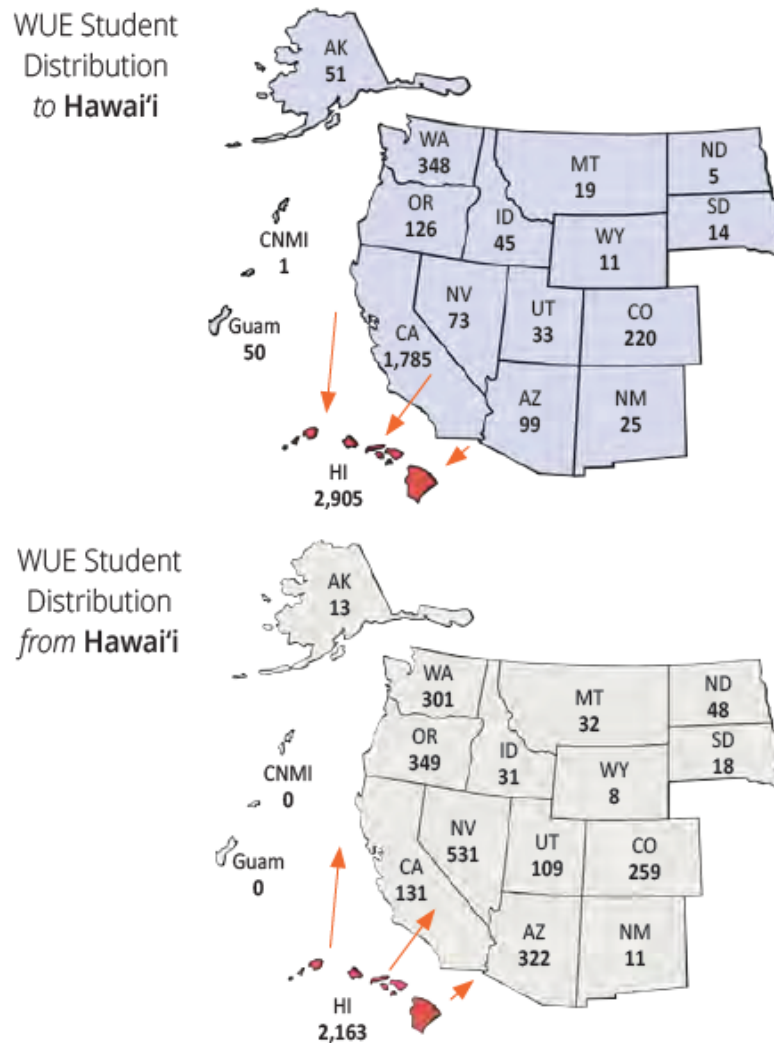 WUE Student
Distribution
to Hawai‘i
AK
51
WA
348
MT
19
ND
5
OR
126
ID
45
SD
14
WY
11
CNMI
1
NV
73
UT
33
CO
220
Guam
50
CA
1,785
AZ
99
NM
25
HI
2,905
WUE Student
Distribution
from Hawai‘i
AK
13
WA
301
MT
32
ND
48
OR
349
ID
31
SD
18
WY
8
CNMI
0
NV
531
UT
109
CO
259
Guam
0
CA
131
AZ
322
NM
11
HI
2,163